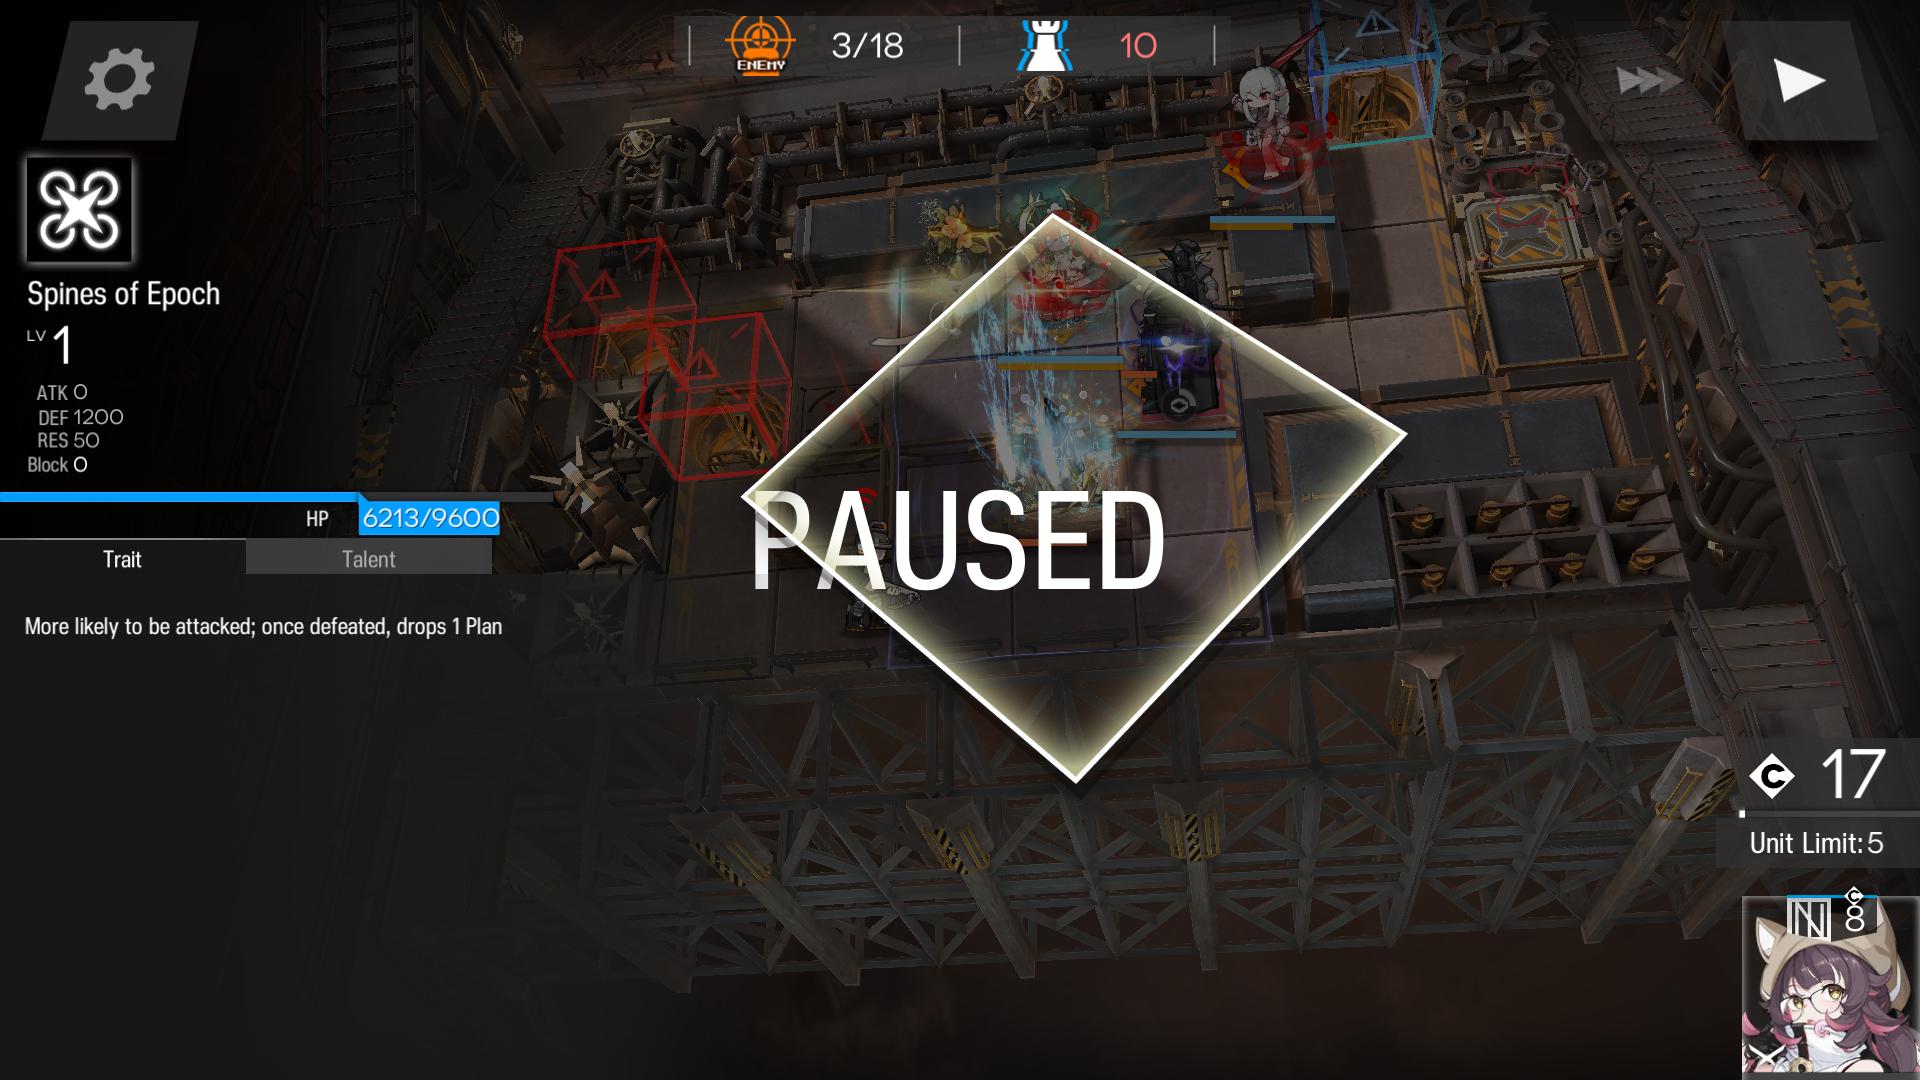 ENEMY
3/18
10
Spines of Epoch
LV 1
ATK 0
DEF 1200
RES 50
Block 0
HP 6213/9600
Trait
Talent
More likely to be attacked; once defeated, drops 1 Plan
PAUSED
C 17
Unit Limit: 5
C
8